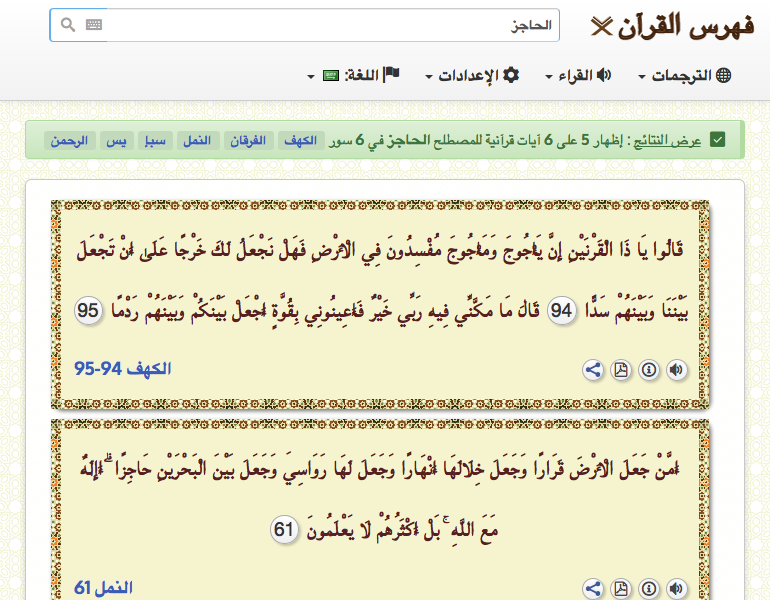 فهرس القرآن
الحاجز
الترجمات
القراء
الإعدادات
اللغة:
عرض النتائج : إظهار 5 على 6 آيات قرآنية للمصطلح الحاجز في 6 سور الكهف الفرقان النمل سبإ يس الرحمن
قَالُوا يَا ذَا الْقَرْنَيْنِ إِنَّ يَأْجُوجَ وَمَأْجُوجَ مُفْسِدُونَ فِي الْأَرْضِ فَهَلْ نَجْعَلُ لَكَ خَرْجًا عَلَىٰ أَنْ تَجْعَلَ
بَيْنَنَا وَبَيْنَهُمْ سَدًّا 94 قَالَ مَا مَكَّنِّي فِيهِ رَبِّي خَيْرٌ فَأَعِينُونِي بِقُوَّةٍ أَجْعَلْ بَيْنَكُمْ وَبَيْنَهُمْ رَدْمًا 95
الكهف 94-95
أَمَّنْ جَعَلَ الْأَرْضَ قَرَارًا وَجَعَلَ خِلَالَهَا أَنْهَارًا وَجَعَلَ لَهَا رَوَاسِيَ وَجَعَلَ بَيْنَ الْبَحْرَيْنِ حَاجِزًا ۗ أَإِلَٰهٌ
مَعَ اللَّهِ ۚ بَلْ أَكْثَرُهُمْ لَا يَعْلَمُونَ 61
النمل 61